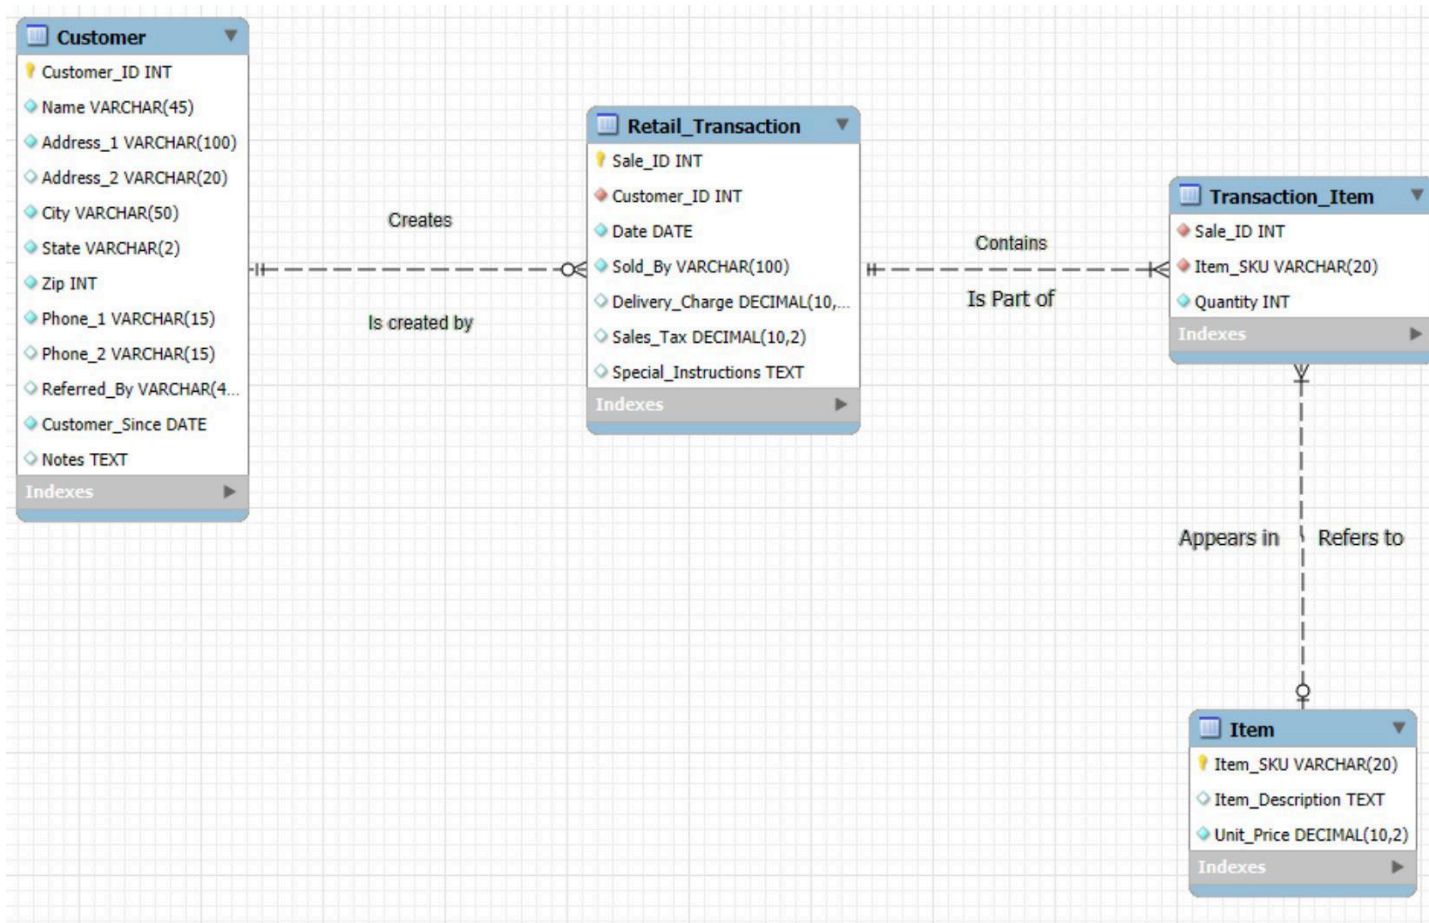 Customer
Customer_ID INT
Name VARCHAR(45)
Address_1 VARCHAR(100)
Address_2 VARCHAR(20)
City VARCHAR(50)
State VARCHAR(2)
Zip INT
Phone_1 VARCHAR(15)
Phone_2 VARCHAR(15)
Referred_By VARCHAR(4...
Customer_Since DATE
Notes TEXT
Indexes
Creates
Is created by
Retail_Transaction
Sale_ID INT
Customer_ID INT
Date DATE
Sold_By VARCHAR(100)
Delivery_Charge DECIMAL(10,...
Sales_Tax DECIMAL(10,2)
Special_Instructions TEXT
Indexes
Contains
Is Part of
Transaction_Item
Sale_ID INT
Item_SKU VARCHAR(20)
Quantity INT
Indexes
Appears in
Refers to
Item
Item_SKU VARCHAR(20)
Item_Description TEXT
Unit_Price DECIMAL(10,2)
Indexes